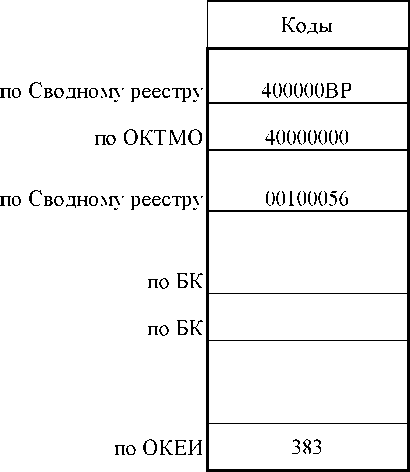 Коды
по Сводному реестру 400000ВР
по ОКТМО 40000000
по Сводному реестру 00100056
по БК
по БК
по ОКЕИ 383